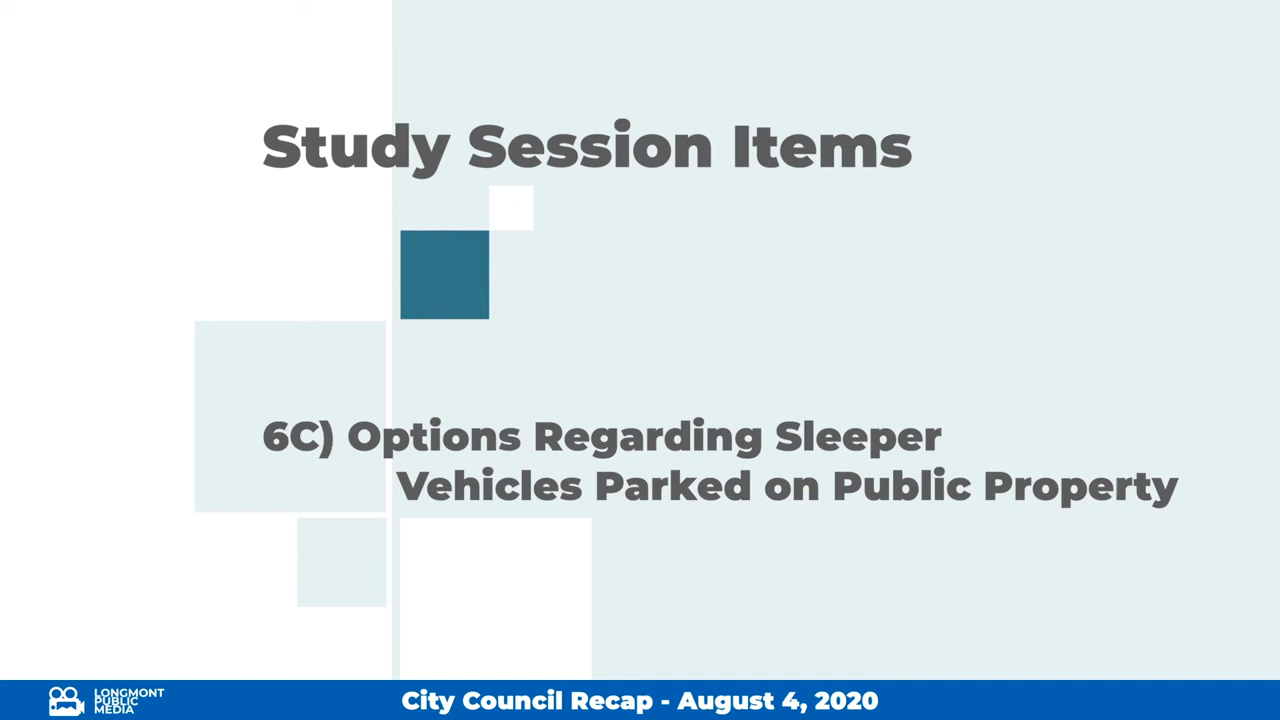 Study Session Items
6C) Options Regarding Sleeper
Vehicles Parked on Public Property
LONGMONT
PUBLIC
MEDIA
City Council Recap - August 4, 2020